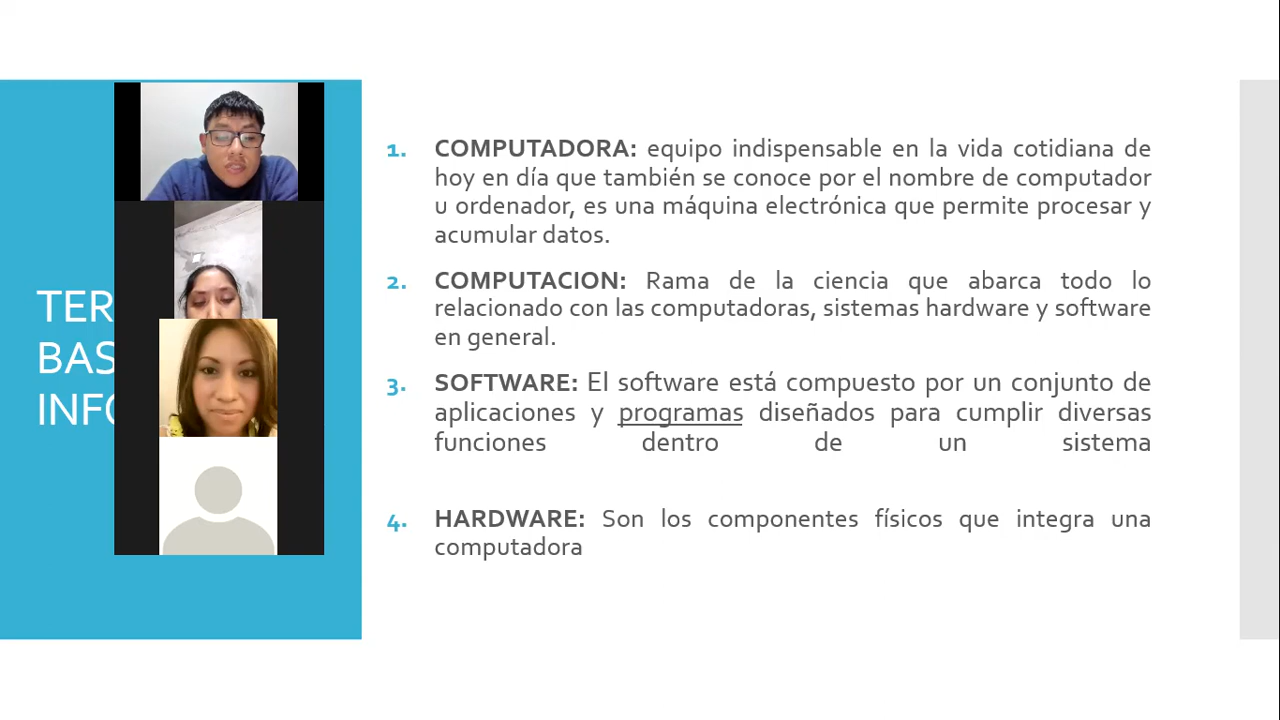 TER
BAS
INFO
1. COMPUTADORA: equipo indispensable en la vida cotidiana de
hoy en día que también se conoce por el nombre de computador
u ordenador, es una máquina electrónica que permite procesar y
acumular datos.
2. COMPUTACION: Rama de la ciencia que abarca todo lo
relacionado con las computadoras, sistemas hardware y software
en general.
3. SOFTWARE: El software está compuesto por un conjunto de
aplicaciones y programas diseñados para cumplir diversas
funciones dentro de un sistema
4. HARDWARE: Son los componentes físicos que integra una
computadora